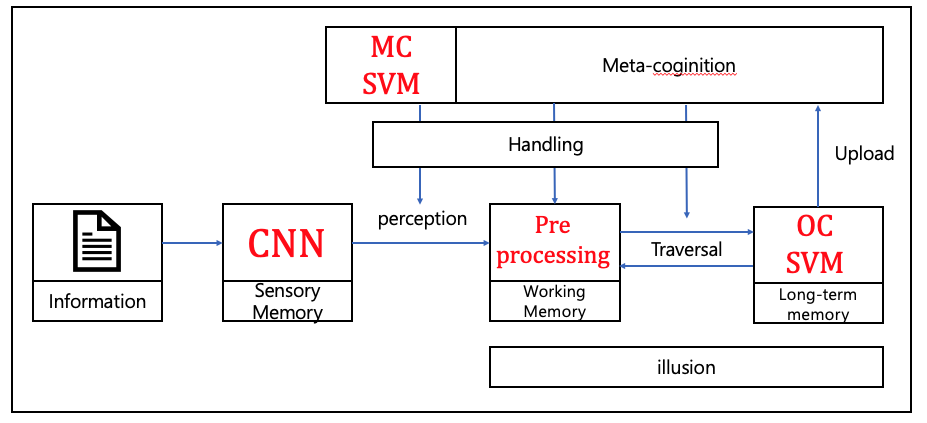 MC
SVM
Meta-coginition
Handling
Upload
perception
CNN
Pre
processing
Traversal
OC
SVM
Information
Sensory
Memory
Working
Memory
Long-term
memory
illusion